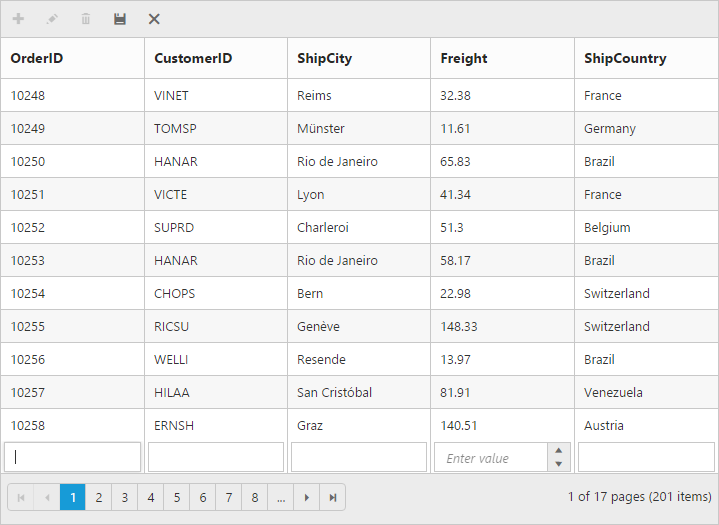 OrderID CustomerID ShipCity Freight ShipCountry
10248 VINET Reims 32.38 France
10249 TOMSP Münster 11.61 Germany
10250 HANAR Rio de Janeiro 65.83 Brazil
10251 VICTE Lyon 41.34 France
10252 SUPRD Charleroi 51.3 Belgium
10253 HANAR Rio de Janeiro 58.17 Brazil
10254 CHOPS Bern 22.98 Switzerland
10255 RICSU Genève 148.33 Switzerland
10256 WELLI Resende 13.97 Brazil
10257 HILAA San Cristóbal 81.91 Venezuela
10258 ERNSH Graz 140.51 Austria
Enter value
1 2 3 4 5 6 7 8 ... 1 of 17 pages (201 items)